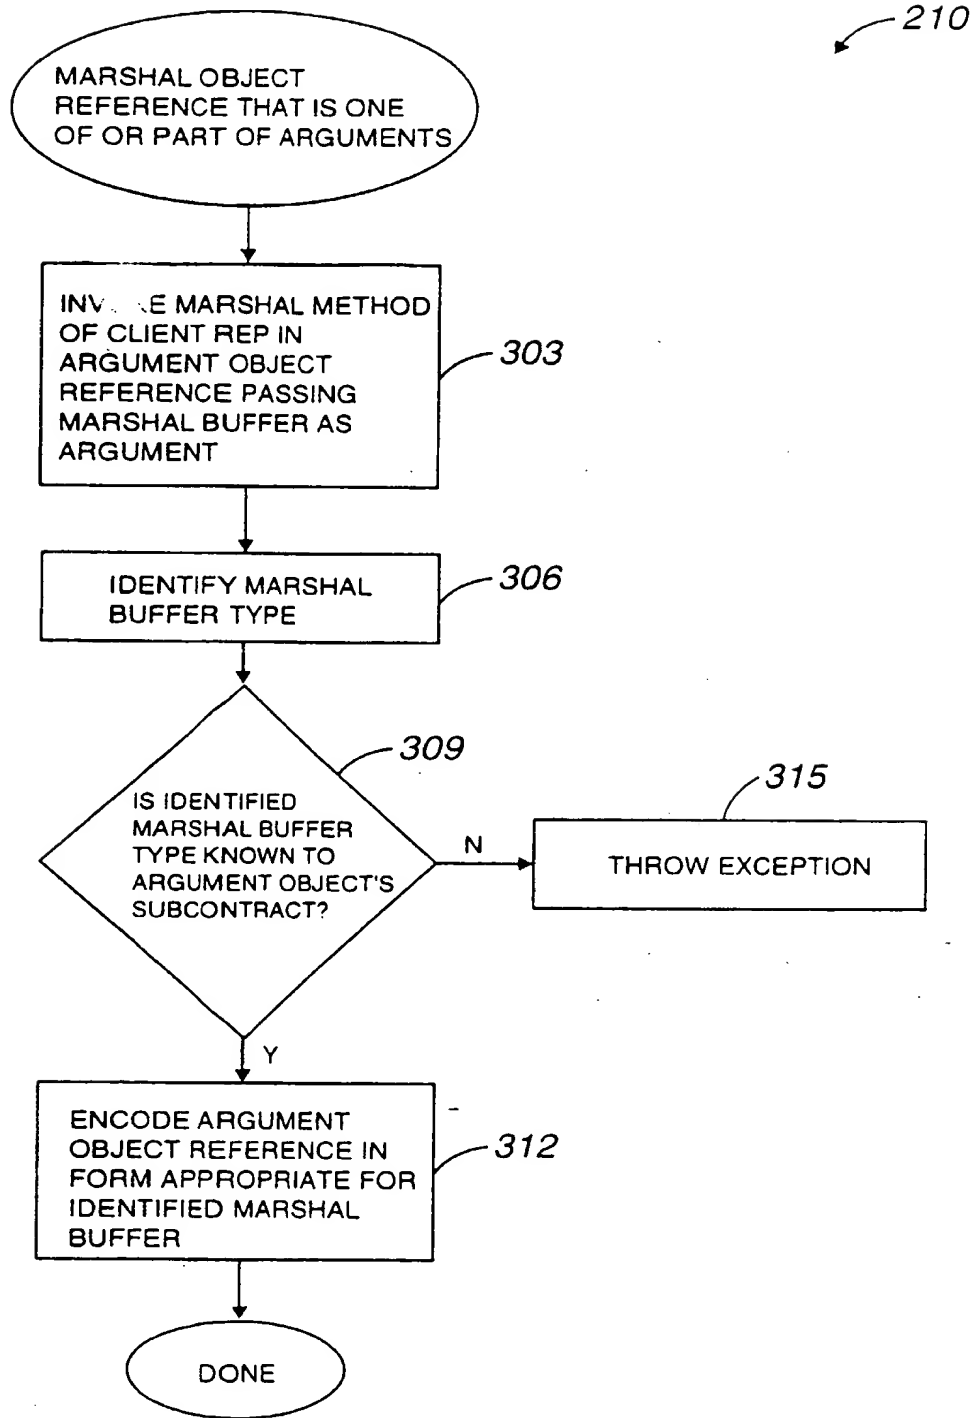 210
MARSHAL OBJECT
REFERENCE THAT IS ONE
OF OR PART OF ARGUMENTS
MARSHAL METHOD
OF CLIENT REP IN
ARGUMENT OBJECT
REFERENCE PASSING
MARSHAL BUFFER AS
ARGUMENT
303
IDENTIFY MARSHAL
BUFFER TYPE
306
309
IS IDENTIFIED
MARSHAL BUFFER
TYPE KNOWN TO
ARGUMENT OBJECT'S
SUBCONTRACT?
N
315
THROW EXCEPTION
Y
ENCODE ARGUMENT
OBJECT REFERENCE IN
FORM APPROPRIATE FOR
IDENTIFIED MARSHAL
BUFFER
312
DONE